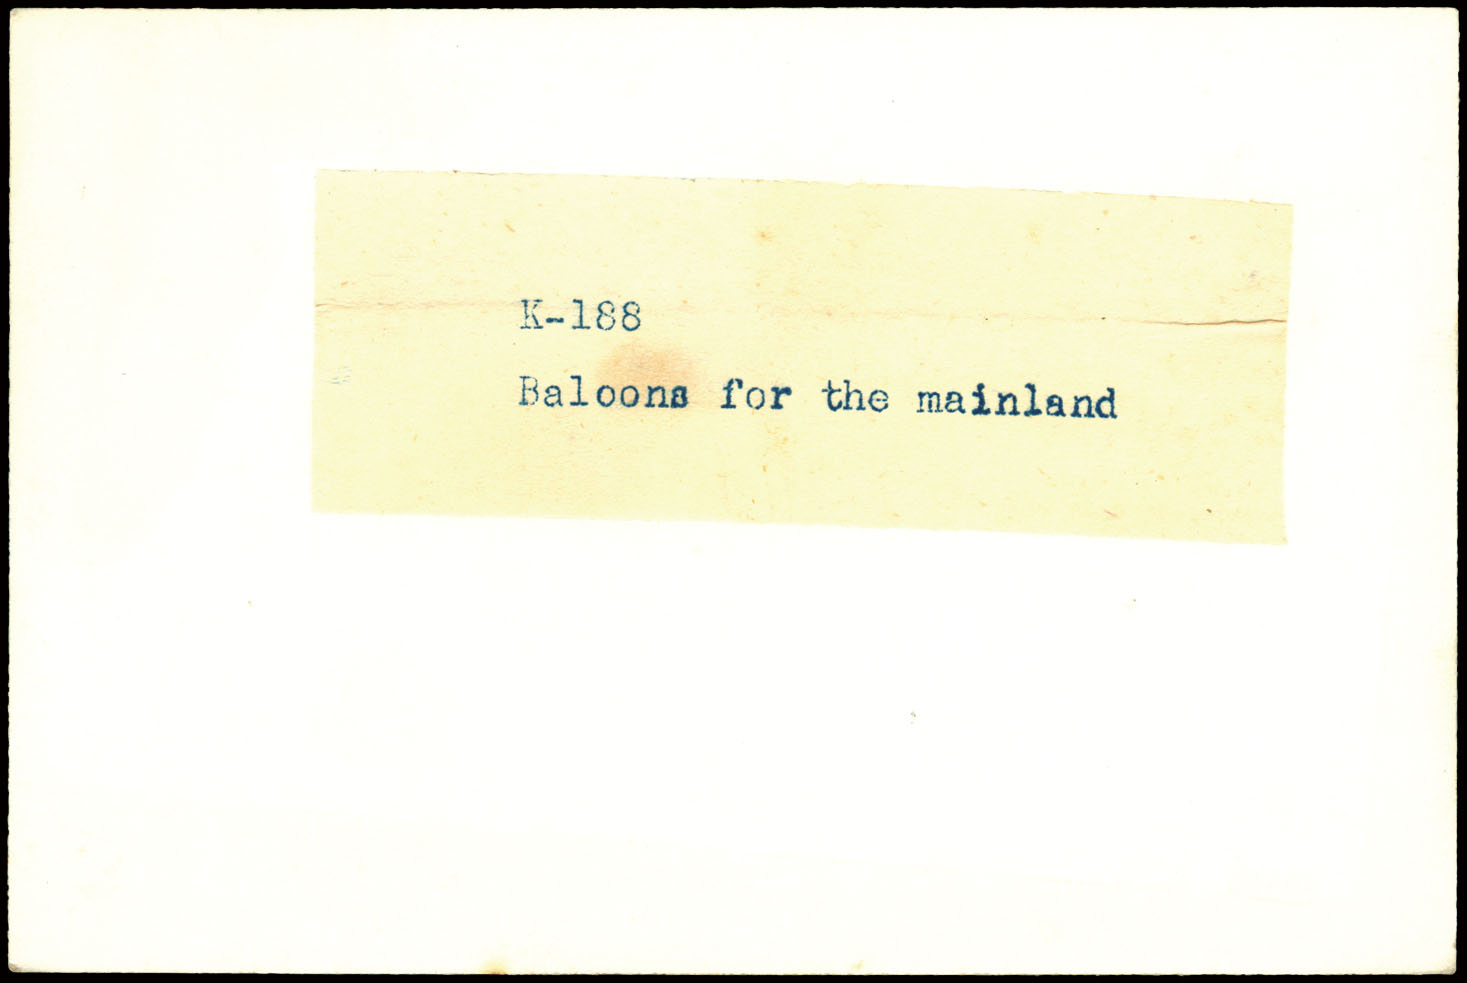 K-188
Baloons for the mainland